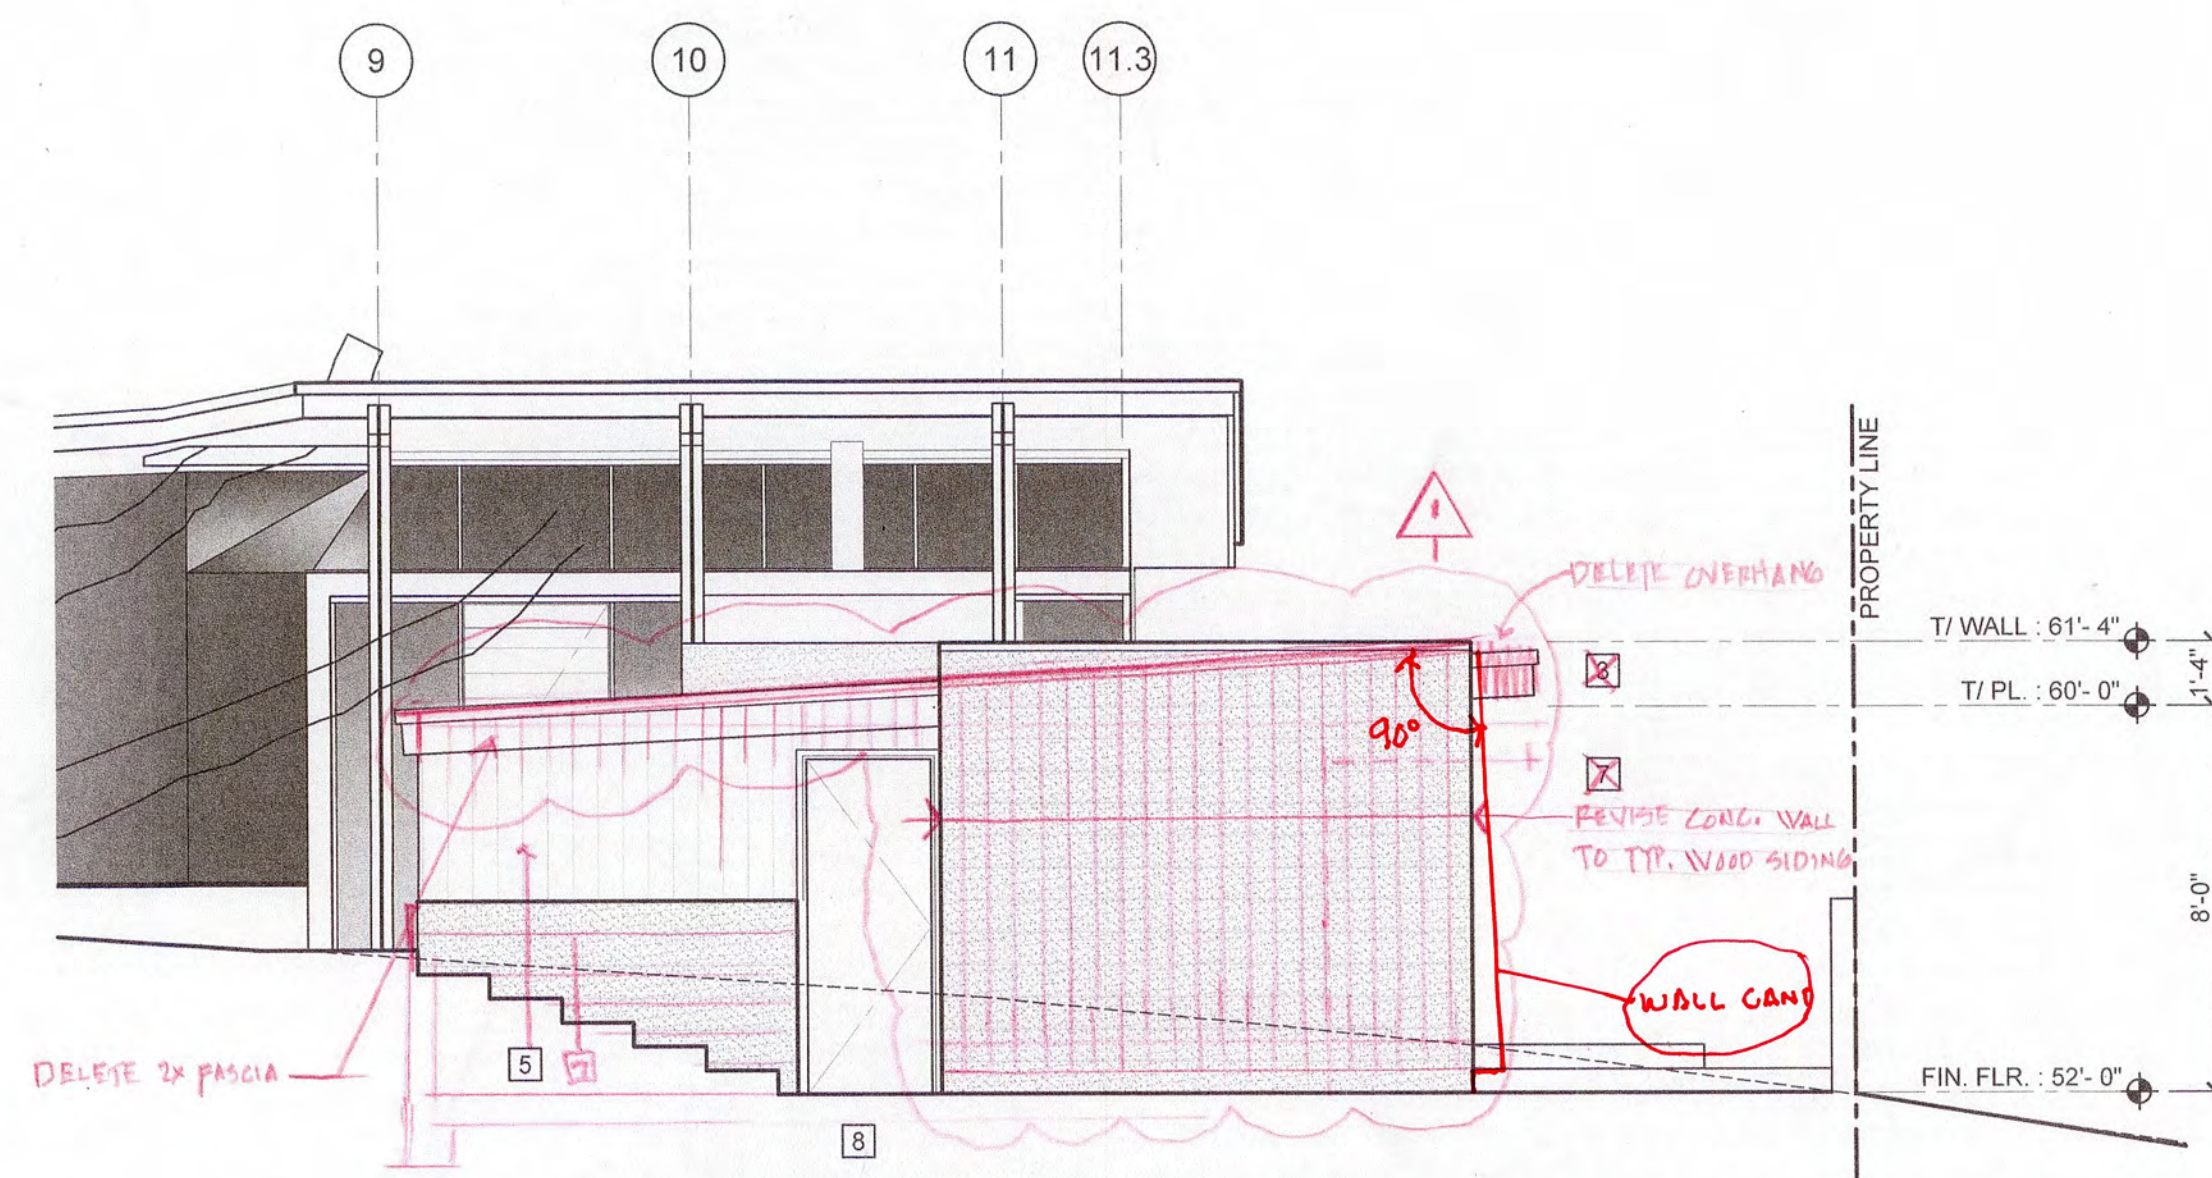 9
10
11
11.3
PROPERTY LINE
1
DELETE OVERHANG
T/ WALL : 61'- 4"
3
1'-4"
T/ PL. : 60'- 0"
90°
7
REVISE CONC. WALL
TO TYP. WOOD SIDING
8'-0"
WALL CANT
5
7
DELETE 2X FASCIA
FIN. FLR. : 52'- 0"
8